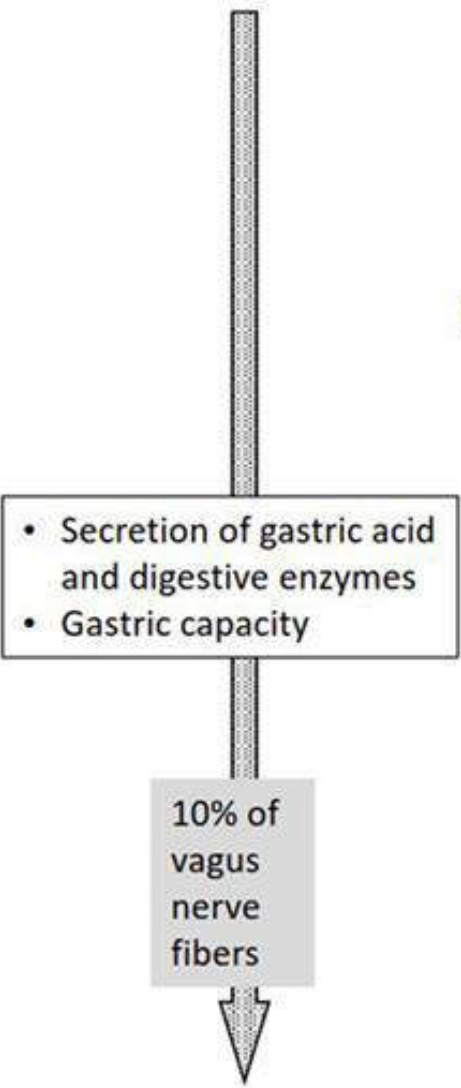 • Secretion of gastric acid
and digestive enzymes
• Gastric capacity
10% of
vagus
nerve
fibers